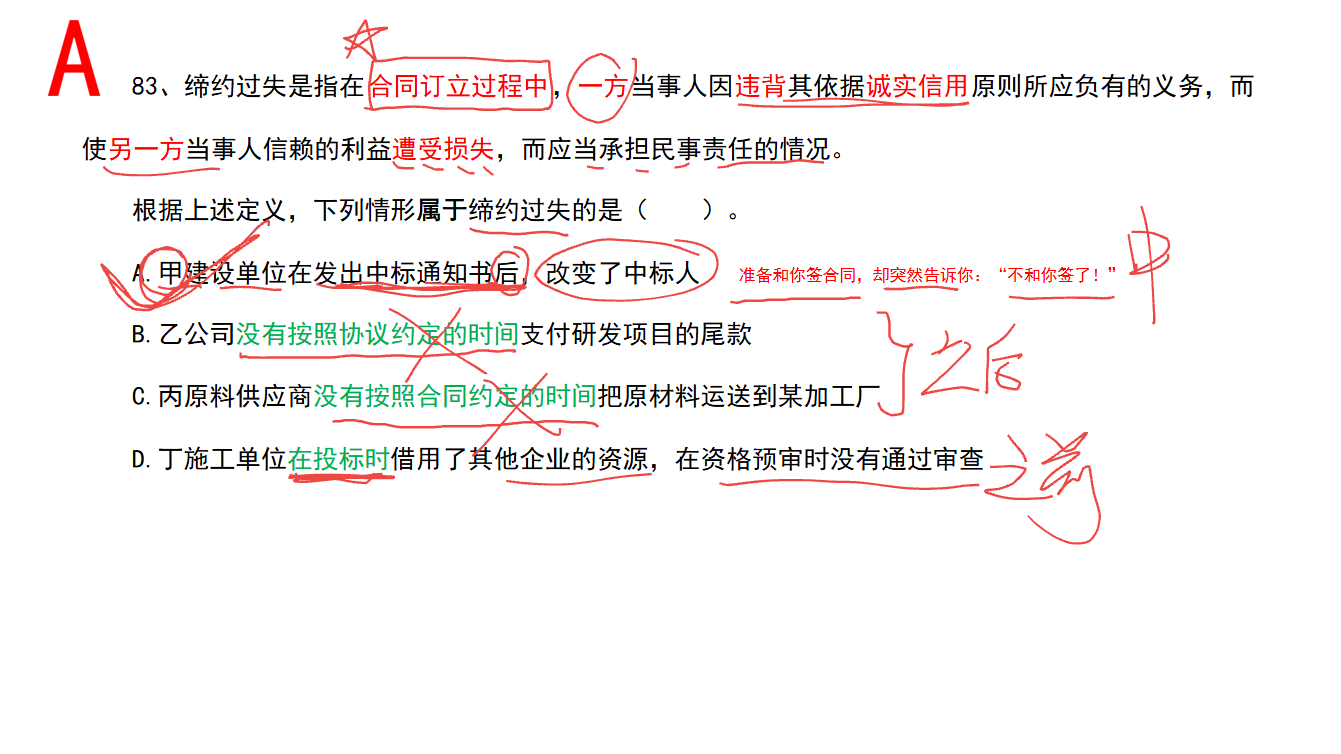 A
83、缔约过失是指在合同订立过程中，一方当事人因违背其依据诚实信用原则所应负有的义务，而
使另一方当事人信赖的利益遭受损失，而应当承担民事责任的情况。
根据上述定义，下列情形属于缔约过失的是（　　）。
A.甲建设单位在发出中标通知书后，改变了中标人 准备和你签合同，却突然告诉你：“不和你签了！” 中
B.乙公司没有按照协议约定的时间支付研发项目的尾款
之后
C.丙原料供应商没有按照合同约定的时间把原材料运送到某加工厂
D.丁施工单位在投标时借用了其他企业的资源，在资格预审时没有通过审查